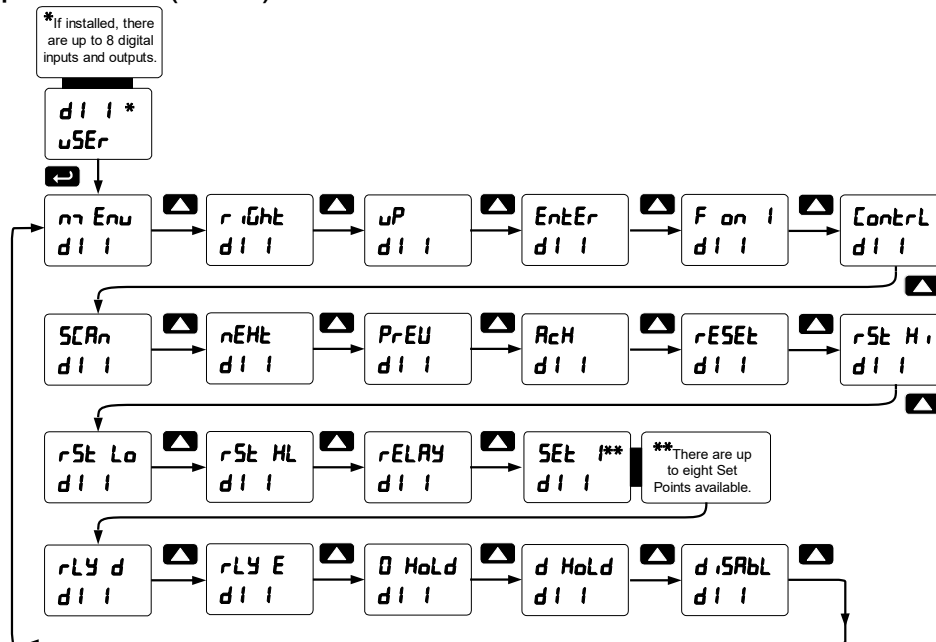 *If installed, there
are up to 8 digital
inputs and outputs.
dI 1 *
uSEr
m Enu
dI 1
r iGht
dI 1
uP
dI 1
EntEr
dI 1
F on 1
dI 1
ContrL
dI 1
SCAn
dI 1
nEHt
dI 1
PrEU
dI 1
AcH
dI 1
rESEt
dI 1
rSt Hi
dI 1
rSt Lo
dI 1
rSt HL
dI 1
rELAY
dI 1
SEt 1**
dI 1
**There are up
to eight Set
Points available.
rLY d
dI 1
rLY E
dI 1
O HoLd
dI 1
d HoLd
dI 1
diSAbL
dI 1